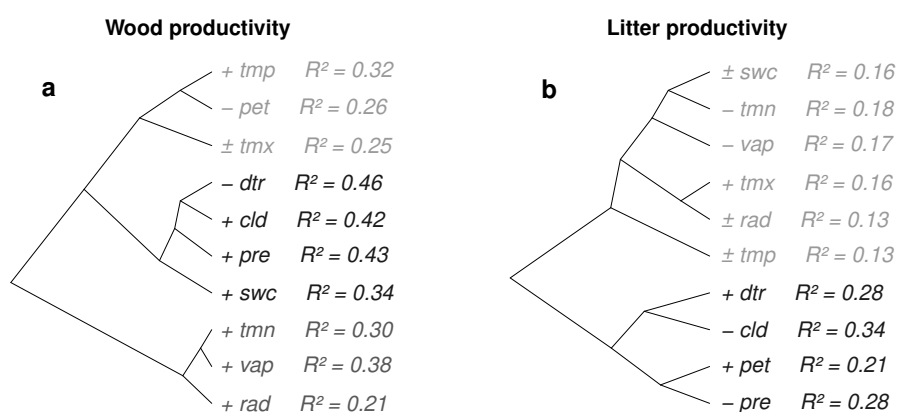 Wood productivity
a
+ tmp R² = 0.32
− pet R² = 0.26
± tmx R² = 0.25
− dtr R² = 0.46
+ cld R² = 0.42
+ pre R² = 0.43
+ swc R² = 0.34
+ tmn R² = 0.30
+ vap R² = 0.38
+ rad R² = 0.21
Litter productivity
b
± swc R² = 0.16
− tmn R² = 0.18
− vap R² = 0.17
+ tmx R² = 0.16
± rad R² = 0.13
± tmp R² = 0.13
+ dtr R² = 0.28
− cld R² = 0.34
+ pet R² = 0.21
− pre R² = 0.28